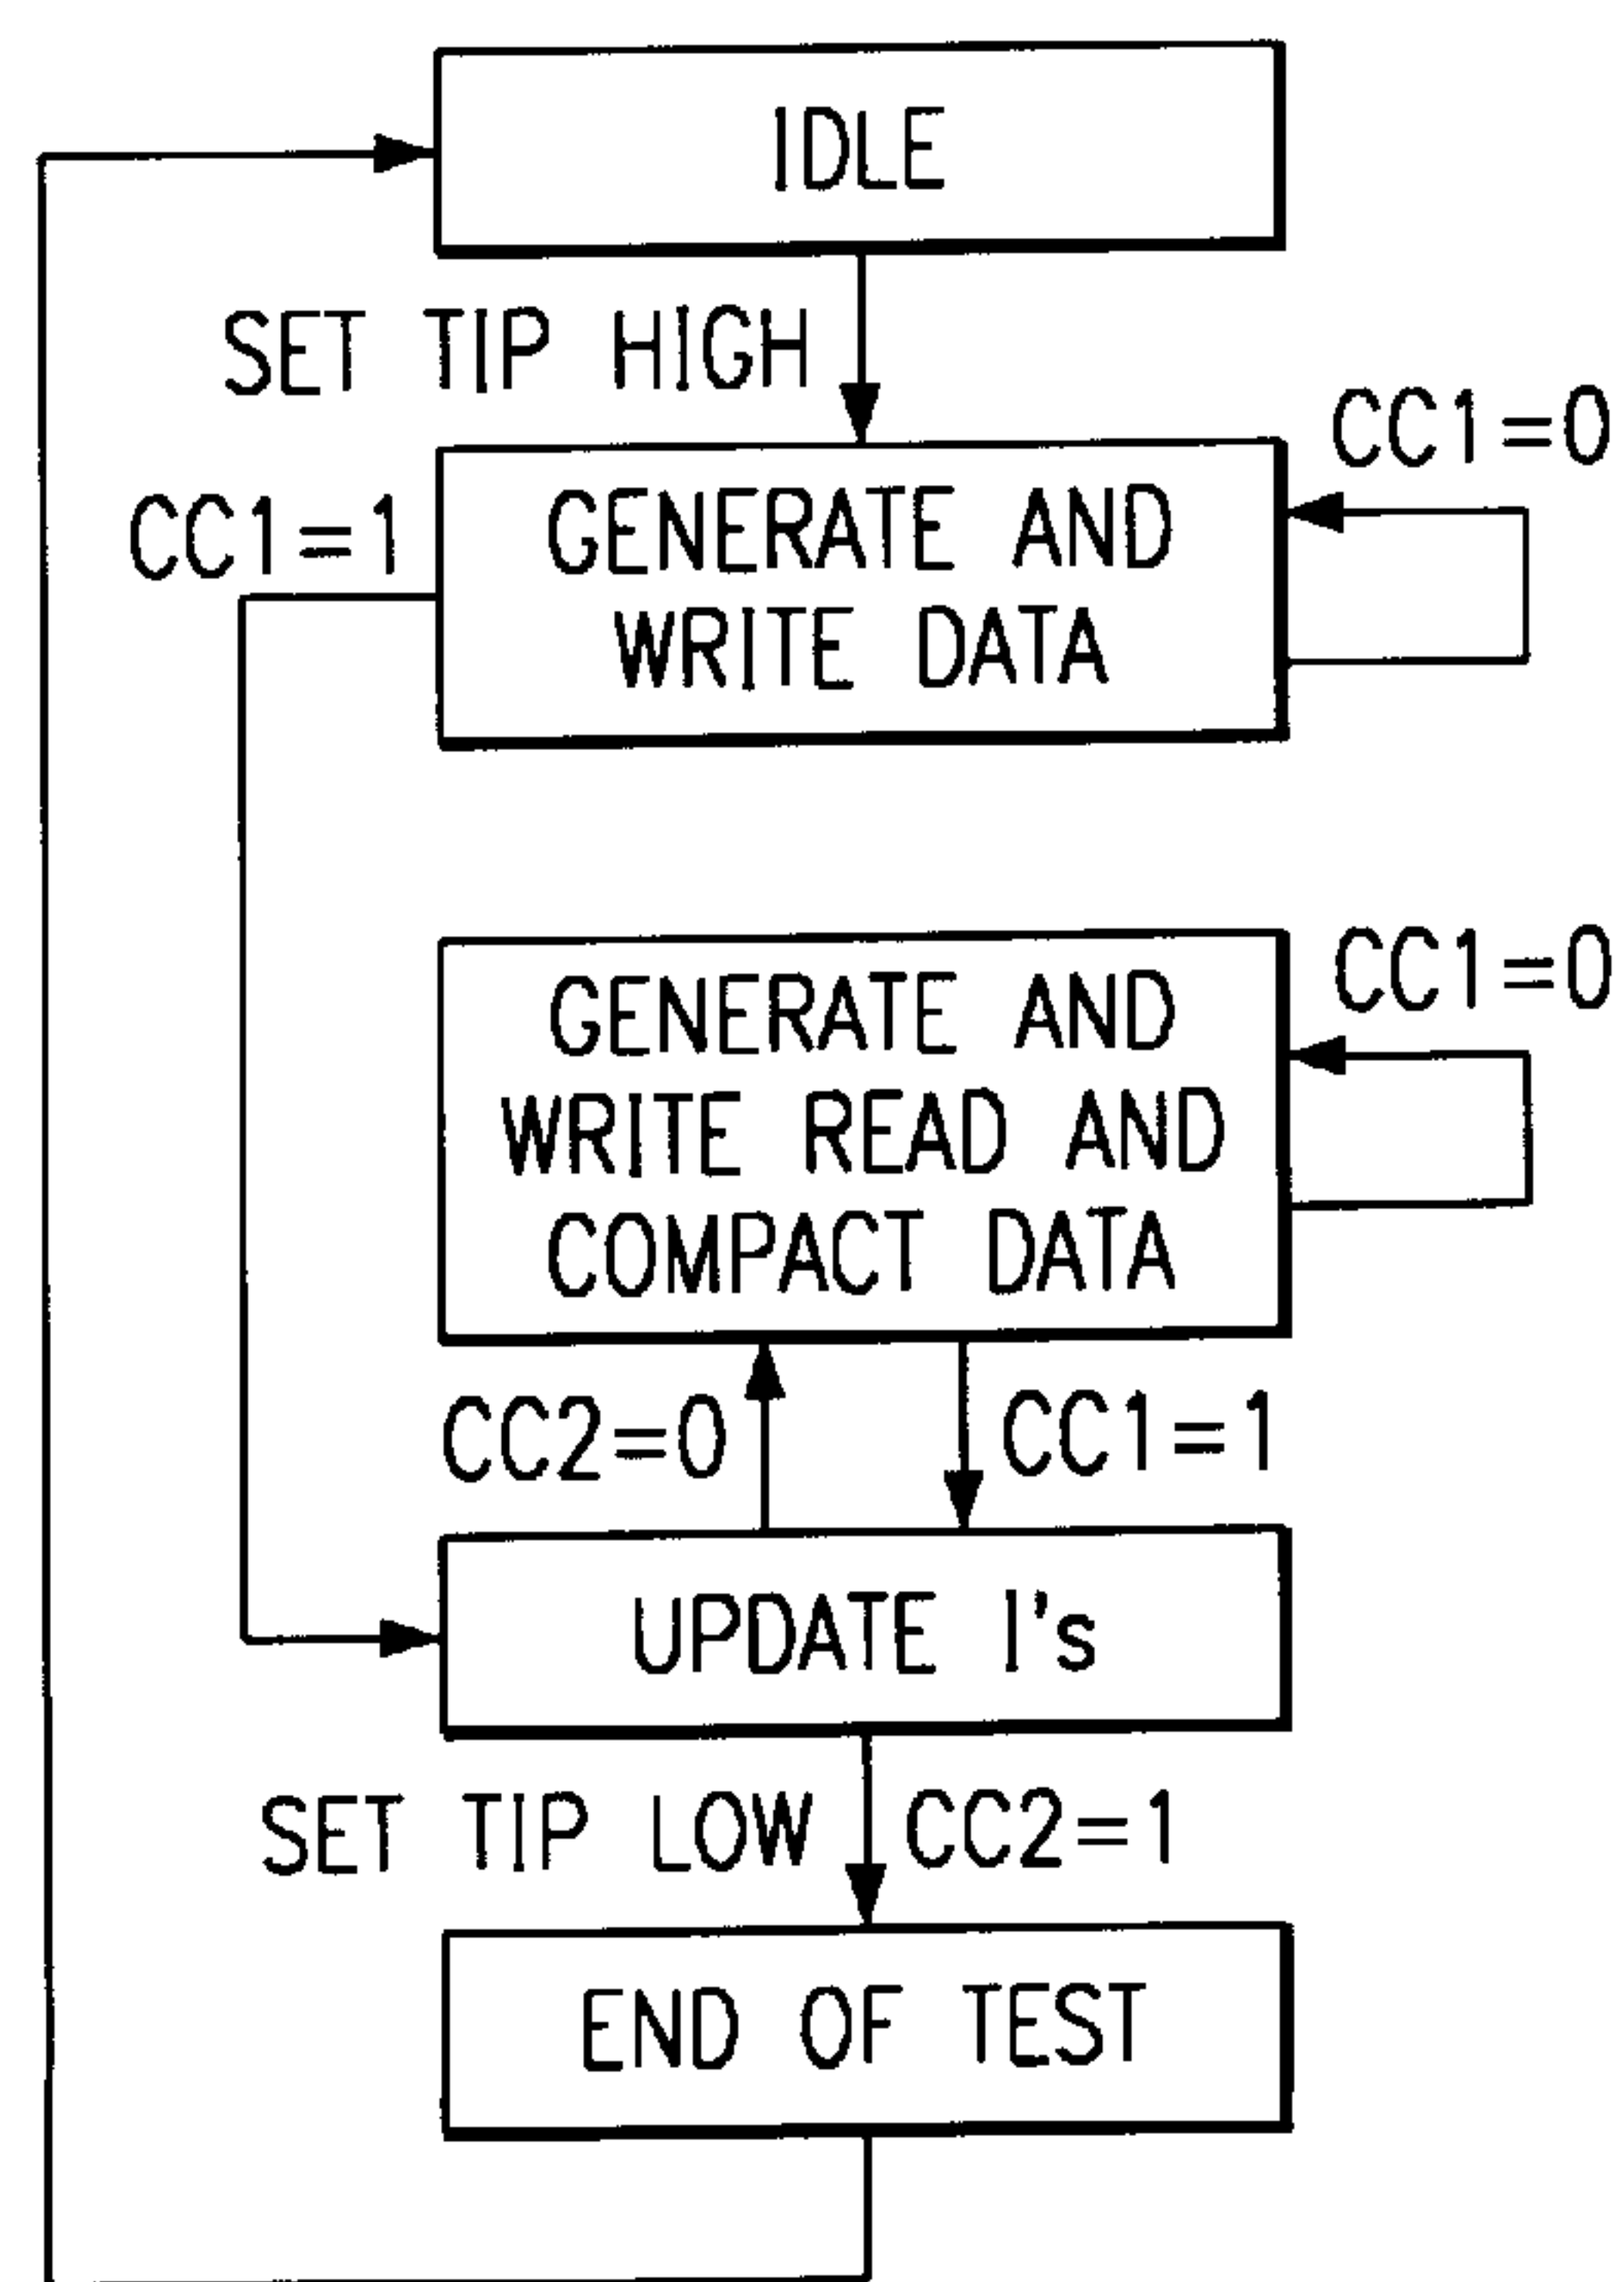 IDLE
SET TIP HIGH
CC1=0
CC1=1
GENERATE AND
WRITE DATA
CC1=0
GENERATE AND
WRITE READ AND
COMPACT DATA
CC2=0
CC1=1
UPDATE I's
SET TIP LOW
CC2=1
END OF TEST